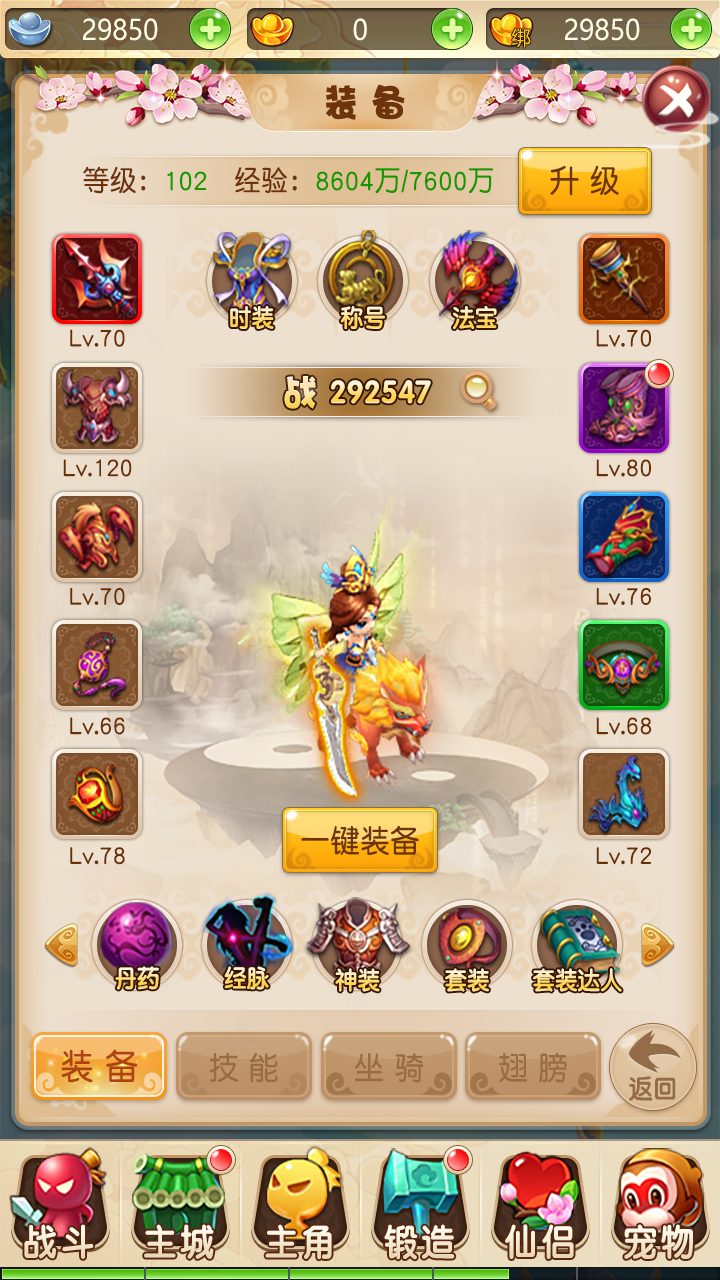 29850
0
绑
29850
装备
等级：102 经验：8604万/7600万
升级
时装
称号
法宝
Lv.70
Lv.70
战 292547
Lv.120
Lv.80
Lv.70
Lv.76
Lv.66
Lv.68
一键装备
Lv.78
Lv.72
丹药
经脉
神装
套装
套装达人
装备
技能
坐骑
翅膀
返回
战斗
主城
主角
锻造
仙侣
宠物